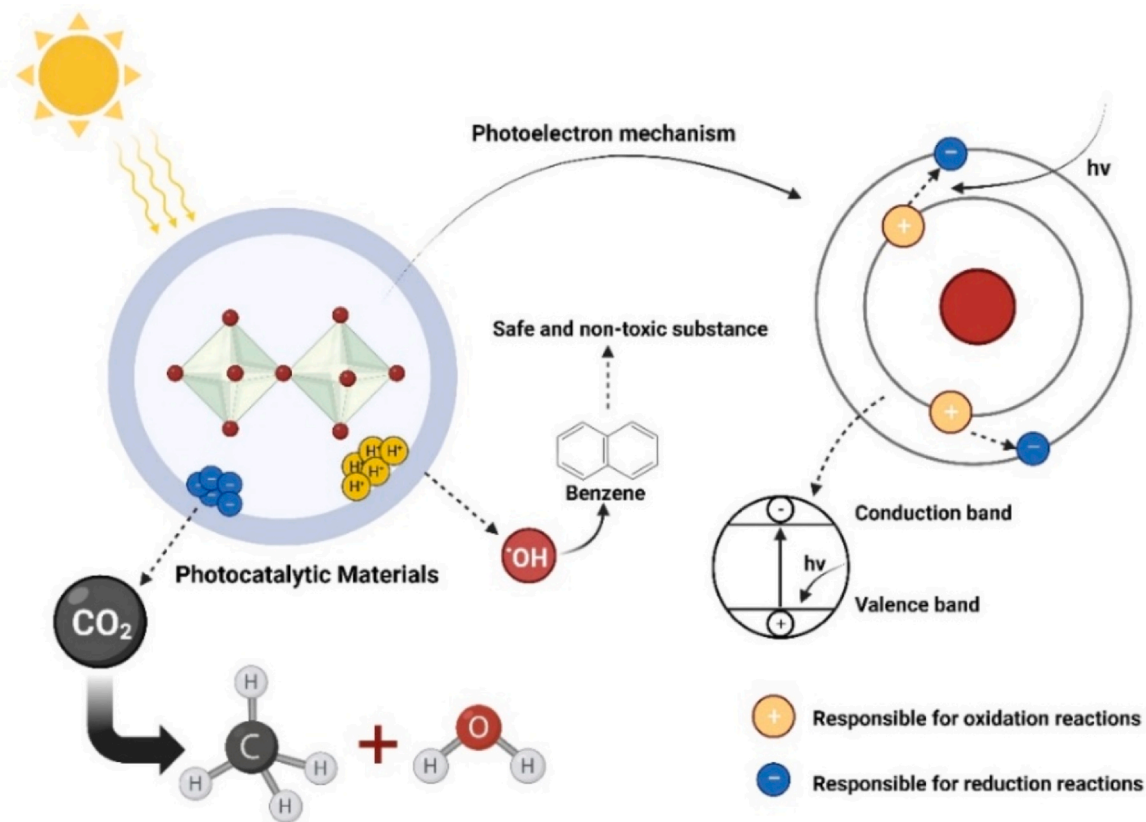 Photoelectron mechanism
hv
Safe and non-toxic substance
Benzene
H⁺ H⁺
H⁺ H⁺
H⁺
•OH
Photocatalytic Materials
CO₂
Conduction band
hv
Valence band
H
C
H
H
H
+
O
H
H
+ Responsible for oxidation reactions
− Responsible for reduction reactions